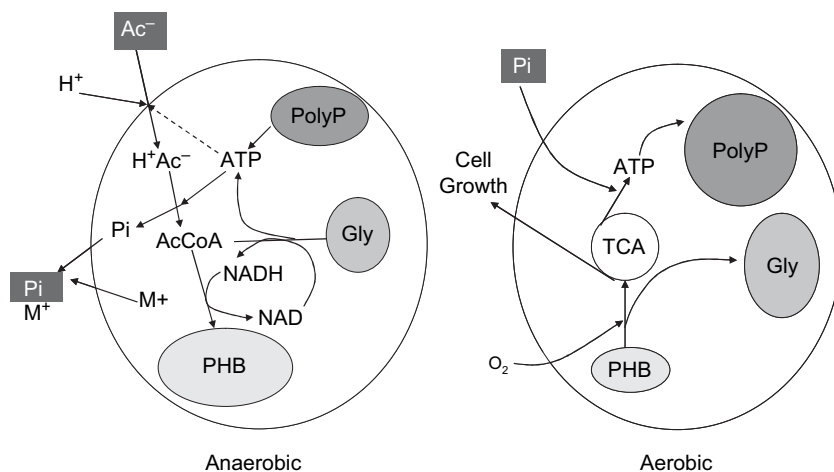 Ac⁻
H⁺
PolyP
H⁺Ac⁻
ATP
Pi
AcCoA
Gly
NADH
Pi
M⁺
M+
NAD
PHB
Anaerobic
Pi
Cell
Growth
ATP
PolyP
TCA
Gly
O₂
PHB
Aerobic